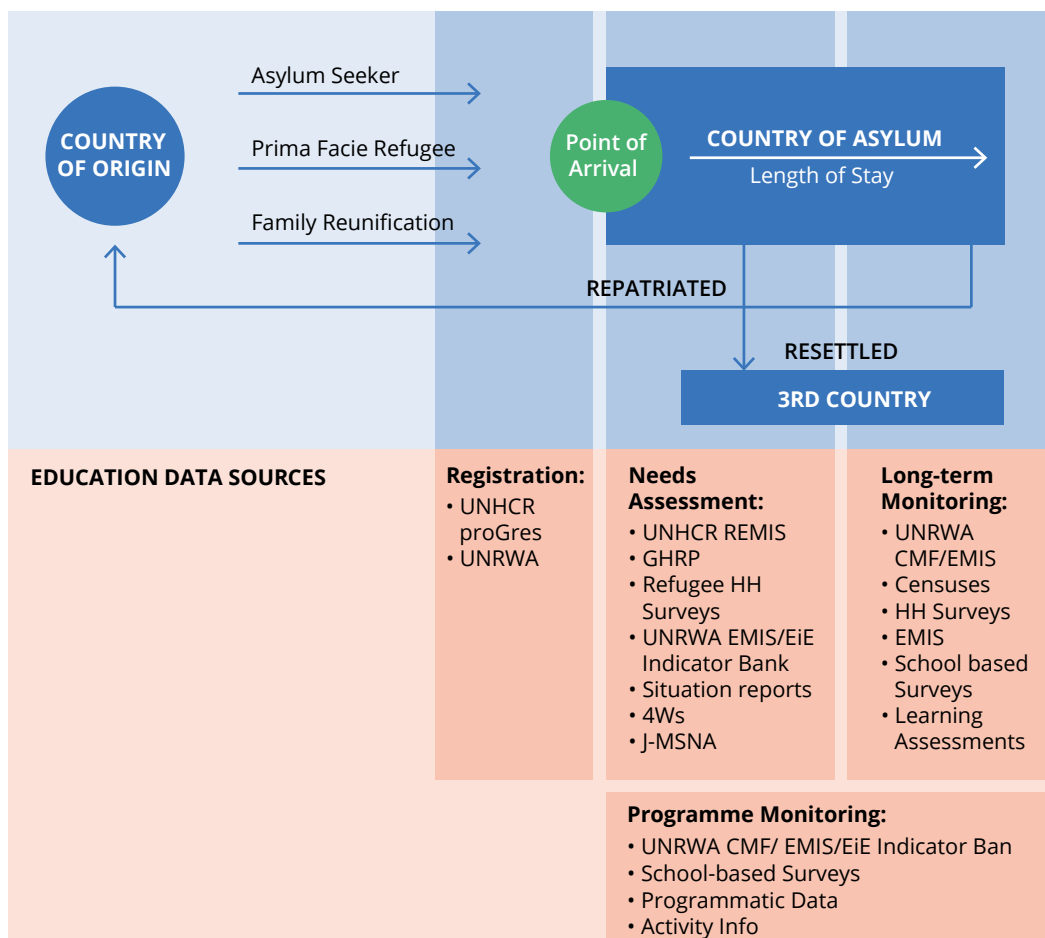 Asylum Seeker
COUNTRY
OF ORIGIN
Prima Facie Refugee
Family Reunification
Point of
Arrival
COUNTRY OF ASYLUM
Length of Stay
REPATRIATED
RESETTLED
3RD COUNTRY
EDUCATION DATA SOURCES
Registration:
• UNHCR
proGres
• UNRWA
Needs
Assessment:
• UNHCR REMIS
• GHRP
• Refugee HH
Surveys
• UNRWA EMIS/EiE
Indicator Bank
• Situation reports
• 4Ws
• J-MSNA
Long-term
Monitoring:
• UNRWA
CMF/EMIS
• Censuses
• HH Surveys
• EMIS
• School based
Surveys
• Learning
Assessments
Programme Monitoring:
• UNRWA CMF/ EMIS/EiE Indicator Ban
• School-based Surveys
• Programmatic Data
• Activity Info